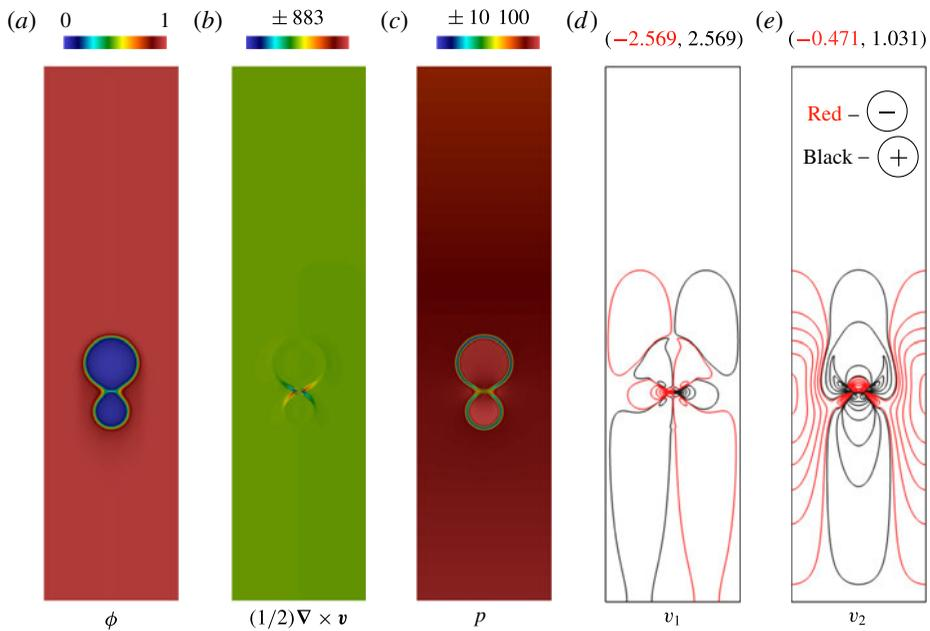 (a) 0 1 (b) ± 883 (c) ± 10 100 (d) (e)
(−2.569, 2.569) (−0.471, 1.031)
Red – −
Black – +
ϕ (1/2)∇ × v p v₁ v₂